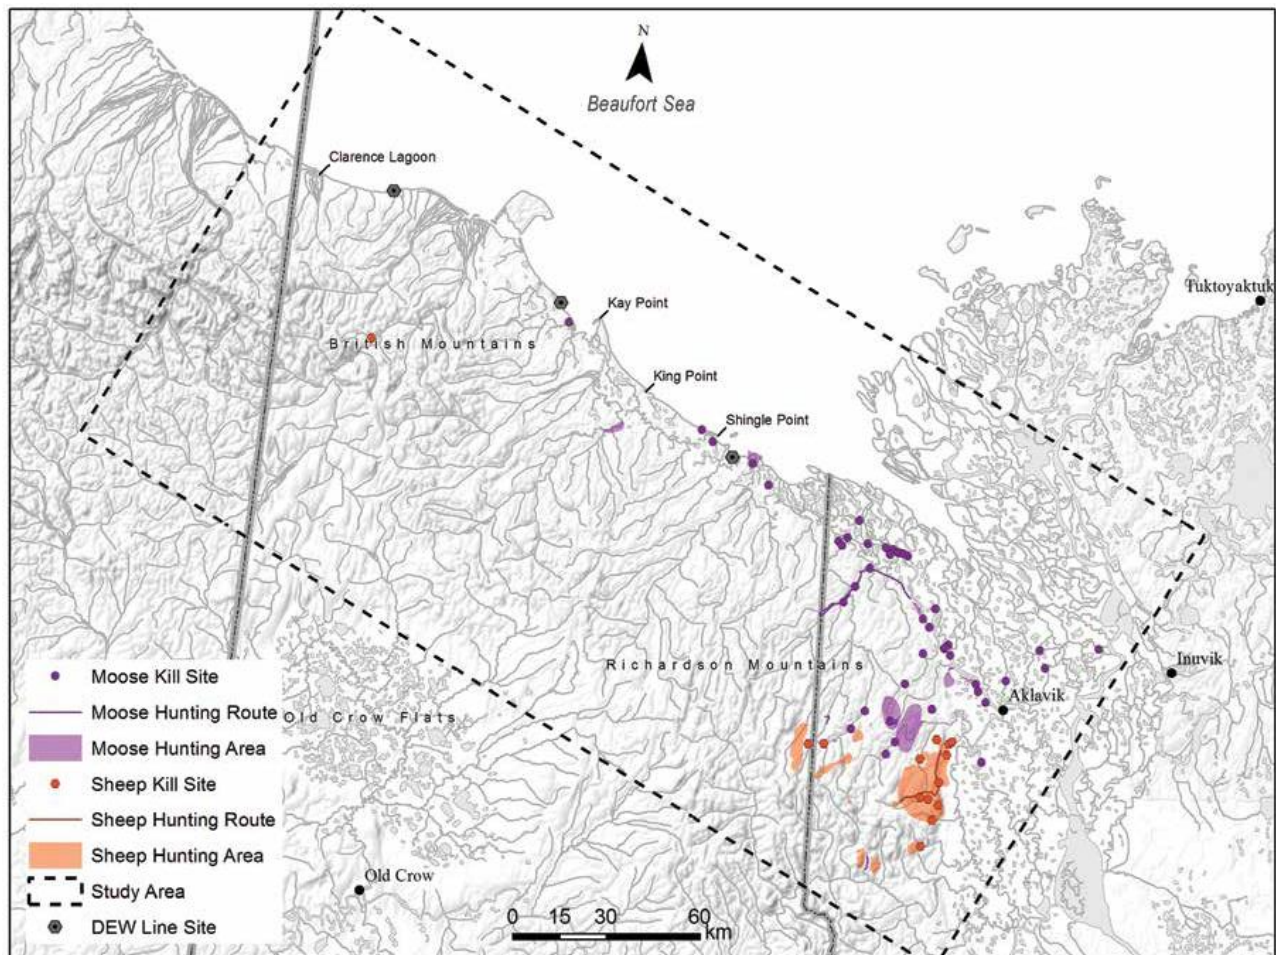 N
Beaufort Sea
Clarence Lagoon
Tuktoyaktuk
Kay Point
British Mountains
King Point
Shingle Point
Richardson Mountains
Inuvik
Aklavik
Old Crow Flats
Old Crow
Moose Kill Site
Moose Hunting Route
Moose Hunting Area
Sheep Kill Site
Sheep Hunting Route
Sheep Hunting Area
Study Area
DEW Line Site
0 15 30 60
km